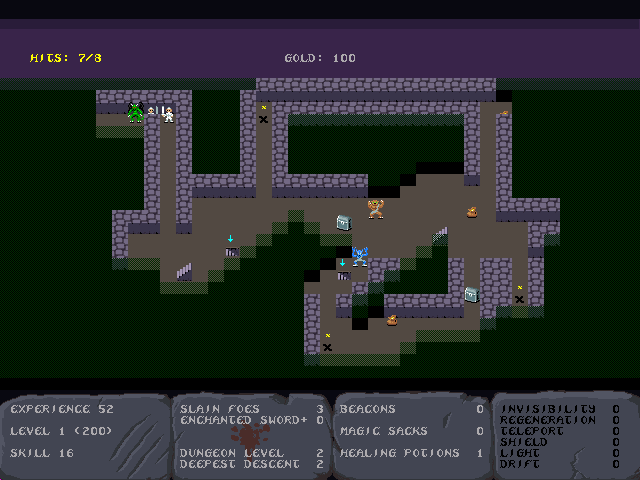 HITS: 7/8 GOLD: 100
EXPERIENCE 52
LEVEL 1 (200)
SKILL 16
SLAIN FOES 3
ENCHANTED SWORD+ 0
DUNGEON LEVEL 2
DEEPEST DESCENT 2
BEACONS 0
MAGIC SACKS 0
HEALING POTIONS 1
INVISIBILITY 0
REGENERATION 0
TELEPORT 0
SHIELD 0
LIGHT 0
DRIFT 0